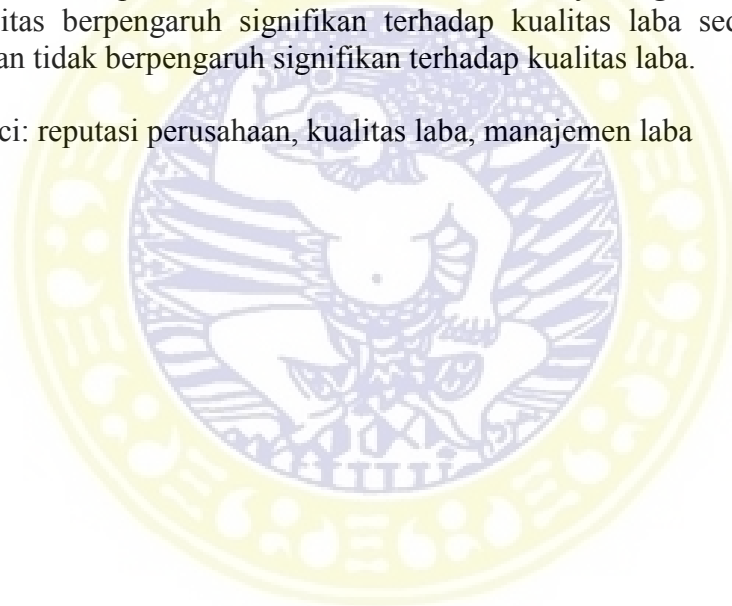 itas berpengaruh signifikan terhadap kualitas laba sed
an tidak berpengaruh signifikan terhadap kualitas laba.
ci: reputasi perusahaan, kualitas laba, manajemen laba